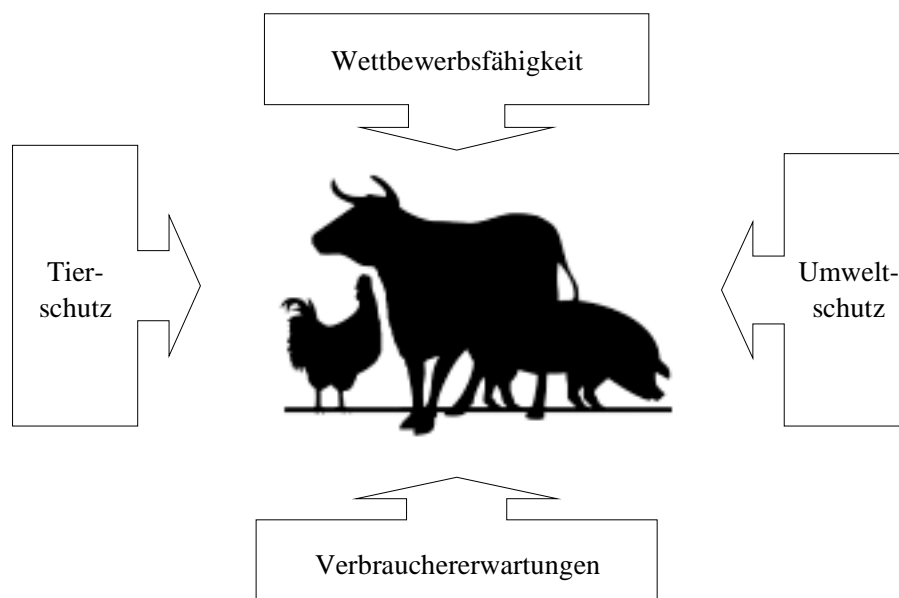 Wettbewerbsfähigkeit
Tier-
schutz
Umwelt-
schutz
Verbrauchererwartungen